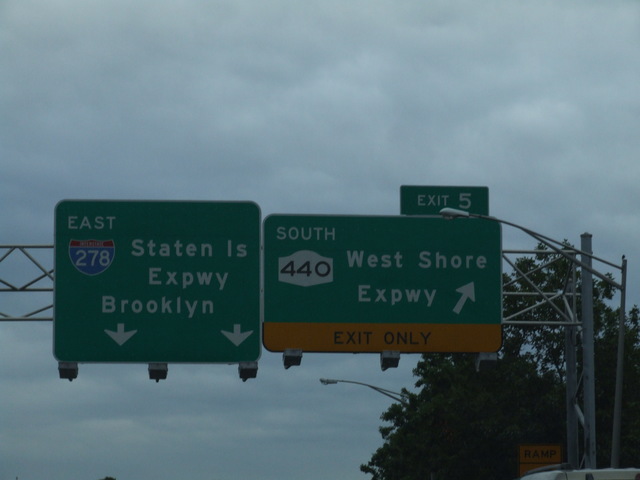 EAST
278
Staten Is
Expwy
Brooklyn
EXIT 5
SOUTH
440
West Shore
Expwy
EXIT ONLY
RAMP